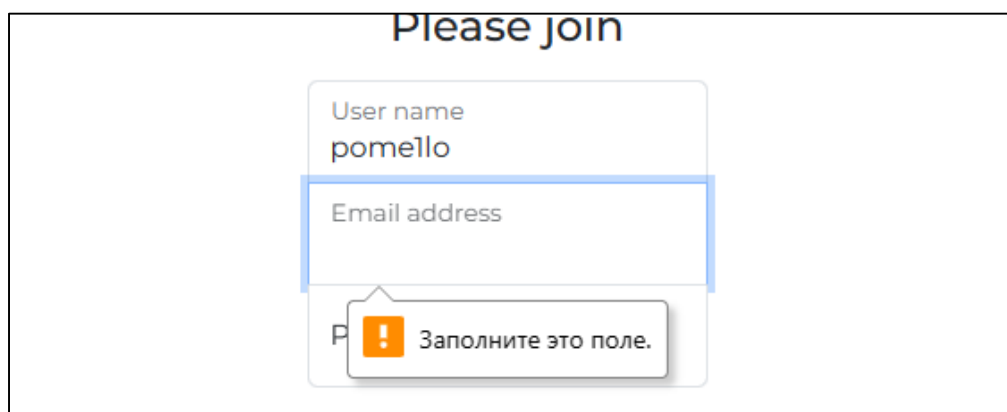 Please join
User name
pome1lo
Email address
P
Заполните это поле.